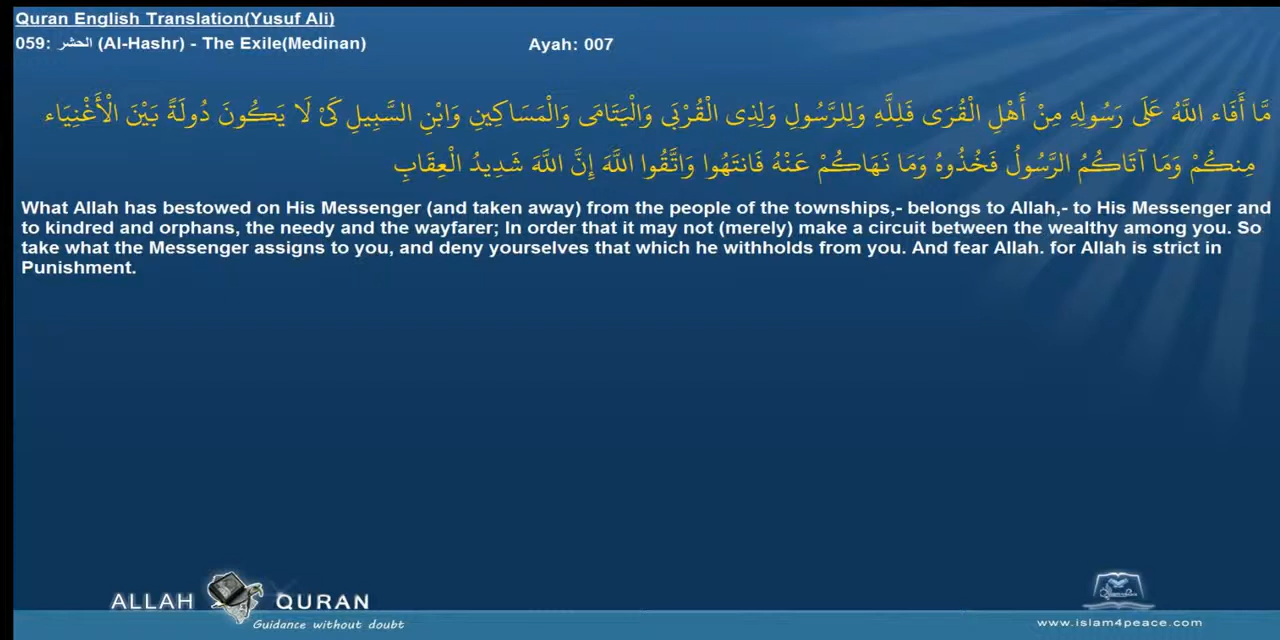 Quran English Translation(Yusuf Ali)
059: الحشر (Al-Hashr) - The Exile(Medinan) Ayah: 007
مَّا أَفَاء اللَّهُ عَلَى رَسُولِهِ مِنْ أَهْلِ الْقُرَى فَلِلَّهِ وَلِلرَّسُولِ وَلِذِي الْقُرْبَى وَالْيَتَامَى وَالْمَسَاكِينِ وَابْنِ السَّبِيلِ كَيْ لَا يَكُونَ دُولَةً بَيْنَ الْأَغْنِيَاء
مِنكُمْ وَمَا آتَاكُمُ الرَّسُولُ فَخُذُوهُ وَمَا نَهَاكُمْ عَنْهُ فَانتَهُوا وَاتَّقُوا اللَّهَ إِنَّ اللَّهَ شَدِيدُ الْعِقَابِ
What Allah has bestowed on His Messenger (and taken away) from the people of the townships,- belongs to Allah,- to His Messenger and
to kindred and orphans, the needy and the wayfarer; In order that it may not (merely) make a circuit between the wealthy among you. So
take what the Messenger assigns to you, and deny yourselves that which he withholds from you. And fear Allah. for Allah is strict in
Punishment.
ALLAH QURAN
Guidance without doubt
www.islam4peace.com